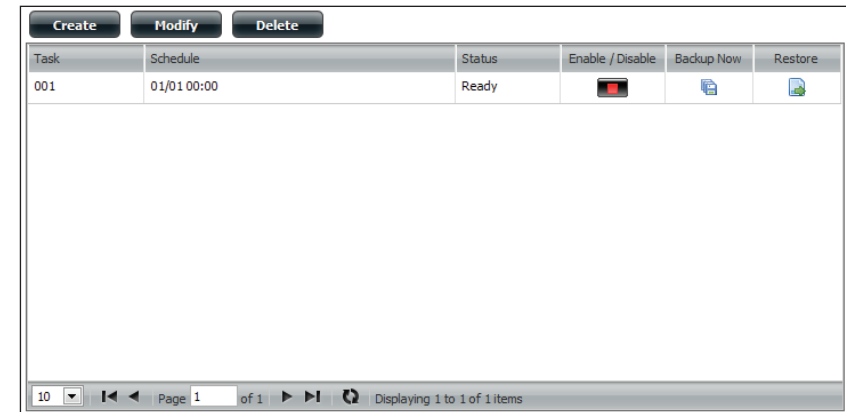 Create Modify Delete
Task Schedule Status Enable / Disable Backup Now Restore
001 01/01 00:00 Ready
10 Page 1 of 1 Displaying 1 to 1 of 1 items